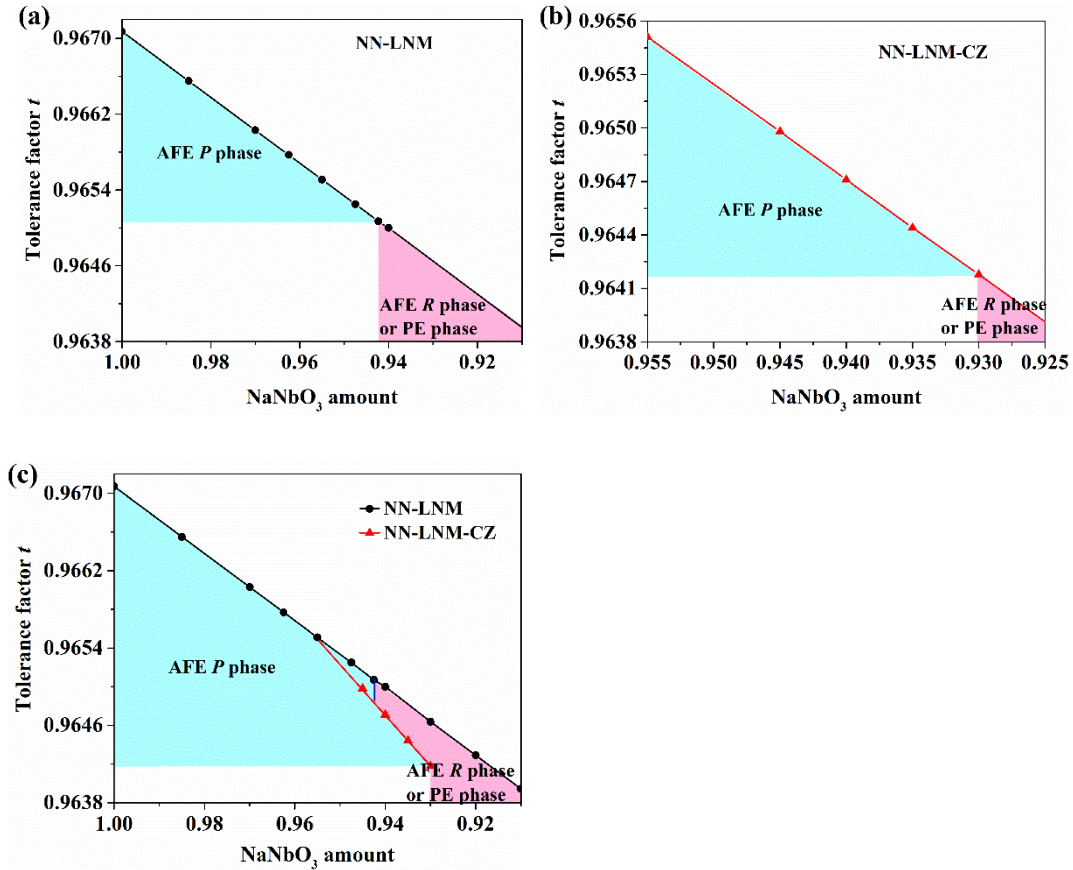 (a)
NN-LNM
AFE P phase
AFE R phase
or PE phase
Tolerance factor t
0.9670
0.9662
0.9654
0.9646
0.9638
1.00 0.98 0.96 0.94 0.92
NaNbO3 amount
(b)
NN-LNM-CZ
AFE P phase
AFE R phase
or PE phase
Tolerance factor t
0.9656
0.9653
0.9650
0.9647
0.9644
0.9641
0.9638
0.955 0.950 0.945 0.940 0.935 0.930 0.925
NaNbO3 amount
(c)
NN-LNM
NN-LNM-CZ
AFE P phase
AFE R phase
or PE phase
Tolerance factor t
0.9670
0.9662
0.9654
0.9646
0.9638
1.00 0.98 0.96 0.94 0.92
NaNbO3 amount